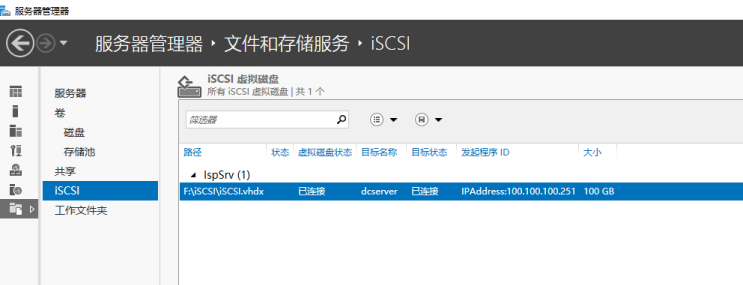 服务器管理器
服务器管理器 · 文件和存储服务 · iSCSI
服务器
卷
磁盘
存储池
共享
iSCSI
工作文件夹
iSCSI 虚拟磁盘
所有 iSCSI 虚拟磁盘 | 共 1 个
筛选器
路径 状态 虚拟磁盘状态 目标名称 目标状态 发起程序 ID 大小
IspSrv (1)
F:\iSCSI\iSCSI.vhdx 已连接 dcserver 已连接 IPAddress:100.100.100.251 100 GB